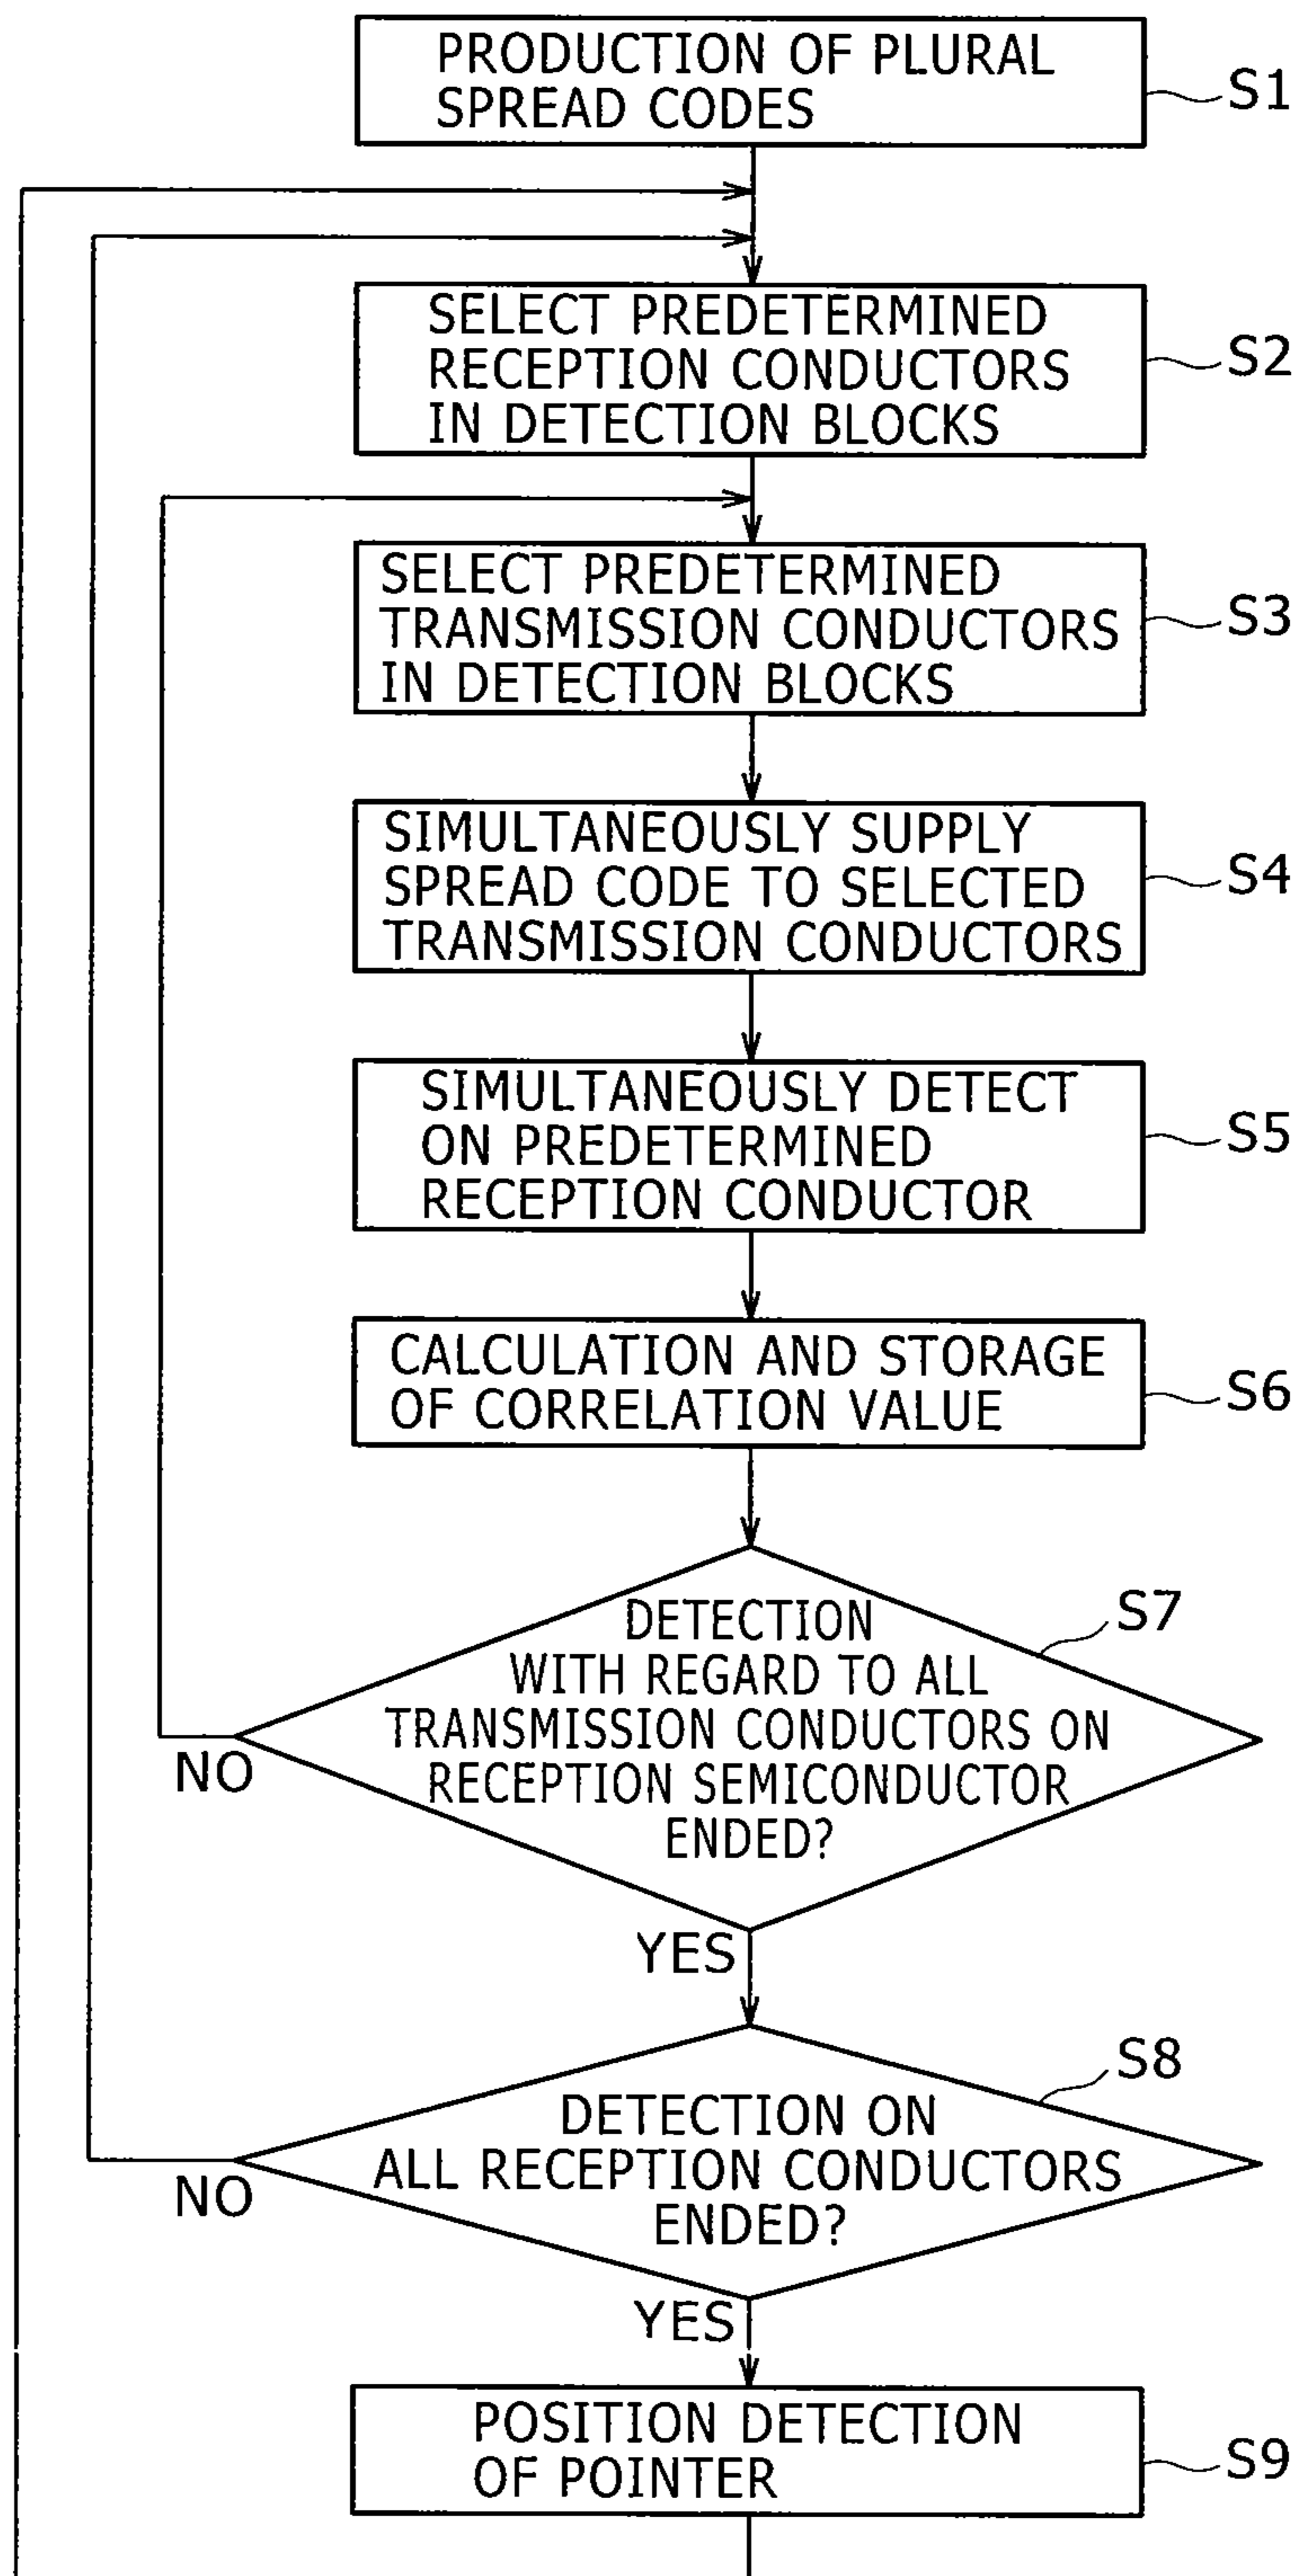 PRODUCTION OF PLURAL
SPREAD CODES
S1
SELECT PREDETERMINED
RECEPTION CONDUCTORS
IN DETECTION BLOCKS
S2
SELECT PREDETERMINED
TRANSMISSION CONDUCTORS
IN DETECTION BLOCKS
S3
SIMULTANEOUSLY SUPPLY
SPREAD CODE TO SELECTED
TRANSMISSION CONDUCTORS
S4
SIMULTANEOUSLY DETECT
ON PREDETERMINED
RECEPTION CONDUCTOR
S5
CALCULATION AND STORAGE
OF CORRELATION VALUE
S6
DETECTION
WITH REGARD TO ALL
TRANSMISSION CONDUCTORS ON
RECEPTION SEMICONDUCTOR
ENDED?
S7
NO
YES
DETECTION ON
ALL RECEPTION CONDUCTORS
ENDED?
S8
NO
YES
POSITION DETECTION
OF POINTER
S9